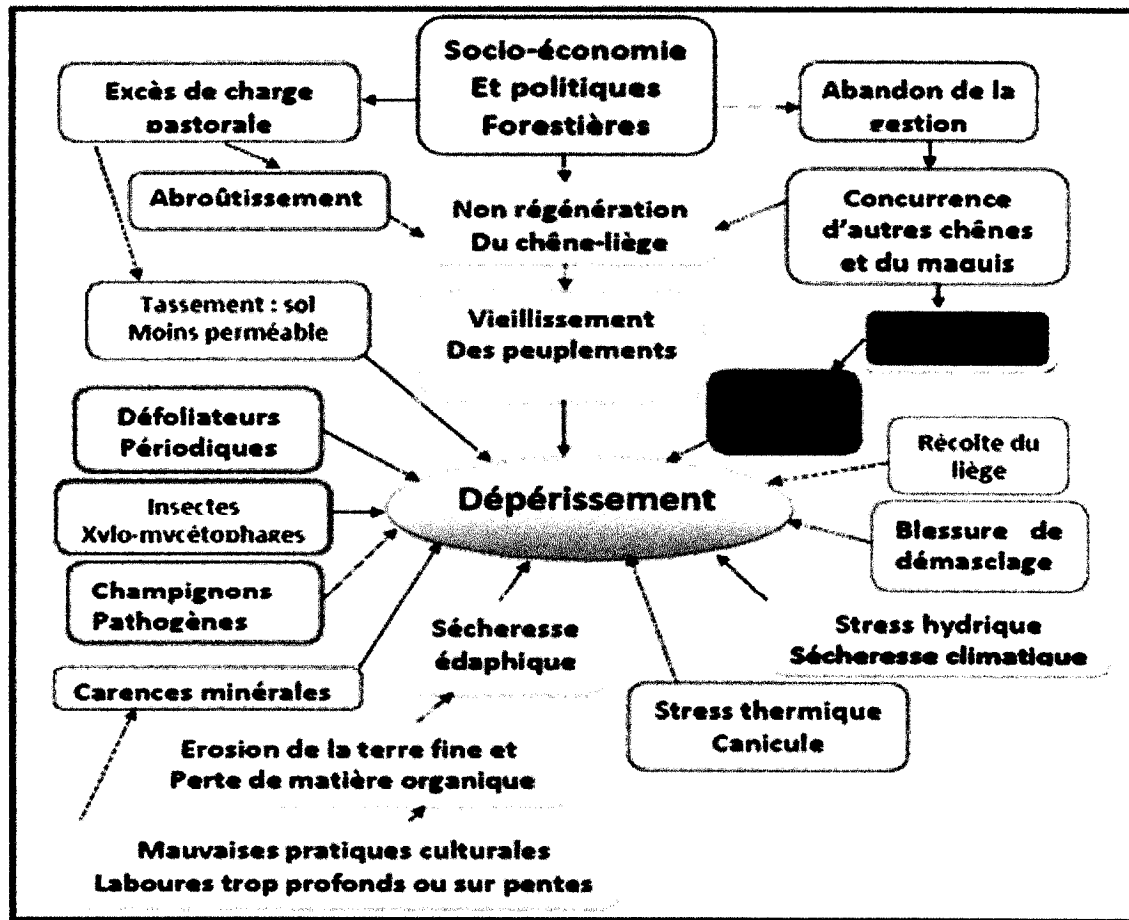 Socio-économie
Et politiques
Forestières
Excès de charge
pastorale
Abandon de la
gestion
Abroûtissement
Non régénération
Du chêne-liège
Concurrence
d'autres chênes
et du maquis
Tassement : sol
Moins perméable
Vieillissement
Des peuplements
Défoliateurs
Périodiques
Récolte du
liège
Dépérissement
Insectes
Xylo-mycétophages
Blessure de
démasclage
Champignons
Pathogènes
Sécheresse
édaphique
Stress hydrique
Sécheresse climatique
Carences minérales
Stress thermique
Canicule
Erosion de la terre fine et
Perte de matière organique
Mauvaises pratiques culturales
Laboures trop profonds ou sur pentes